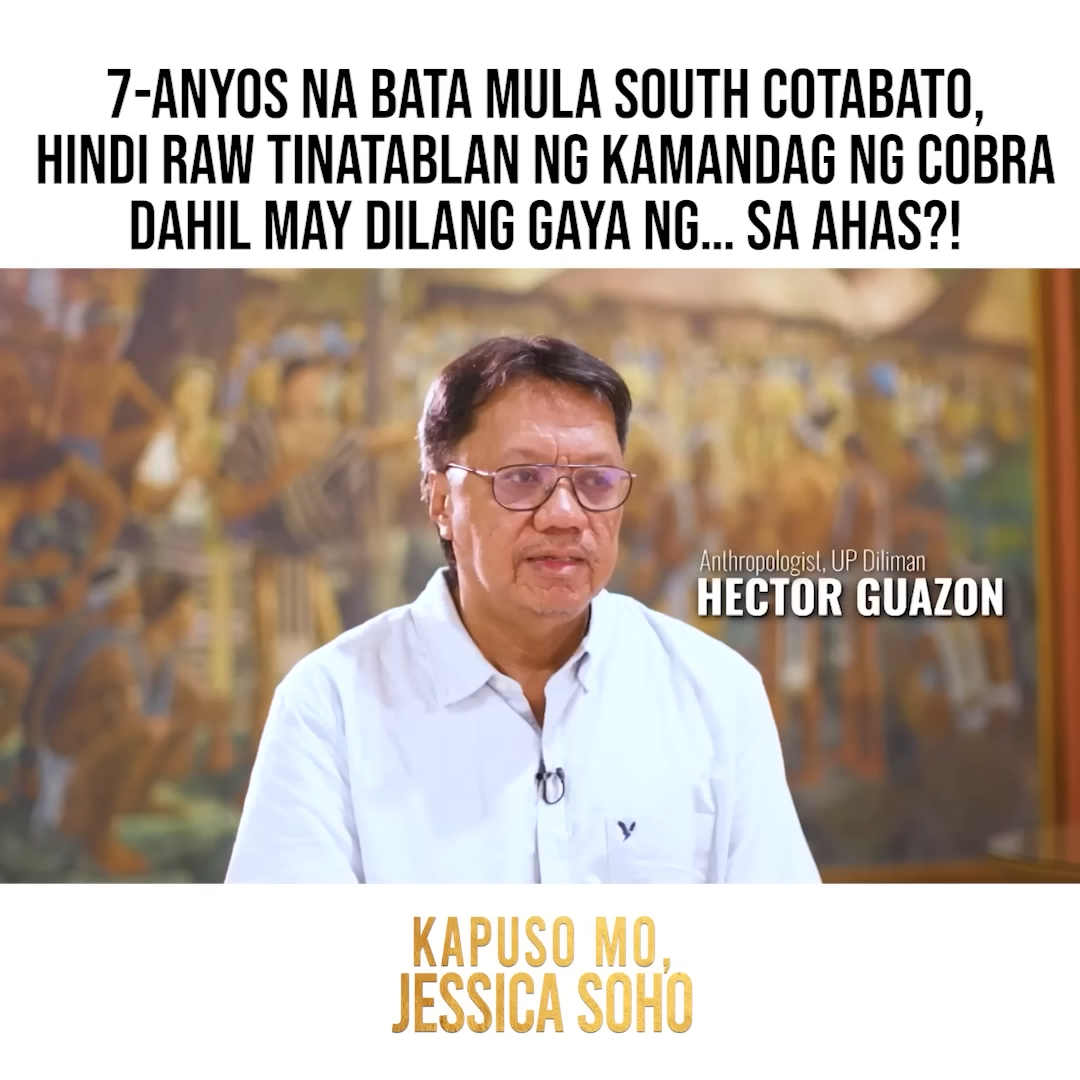 7-ANYOS NA BATA MULA SOUTH COTABATO,
HINDI RAW TINATABLAN NG KAMANDAG NG COBRA
DAHIL MAY DILANG GAYA NG... SA AHAS?!
Anthropologist, UP Diliman
HECTOR GUAZON
KAPUSO MO,
JESSICA SOHO